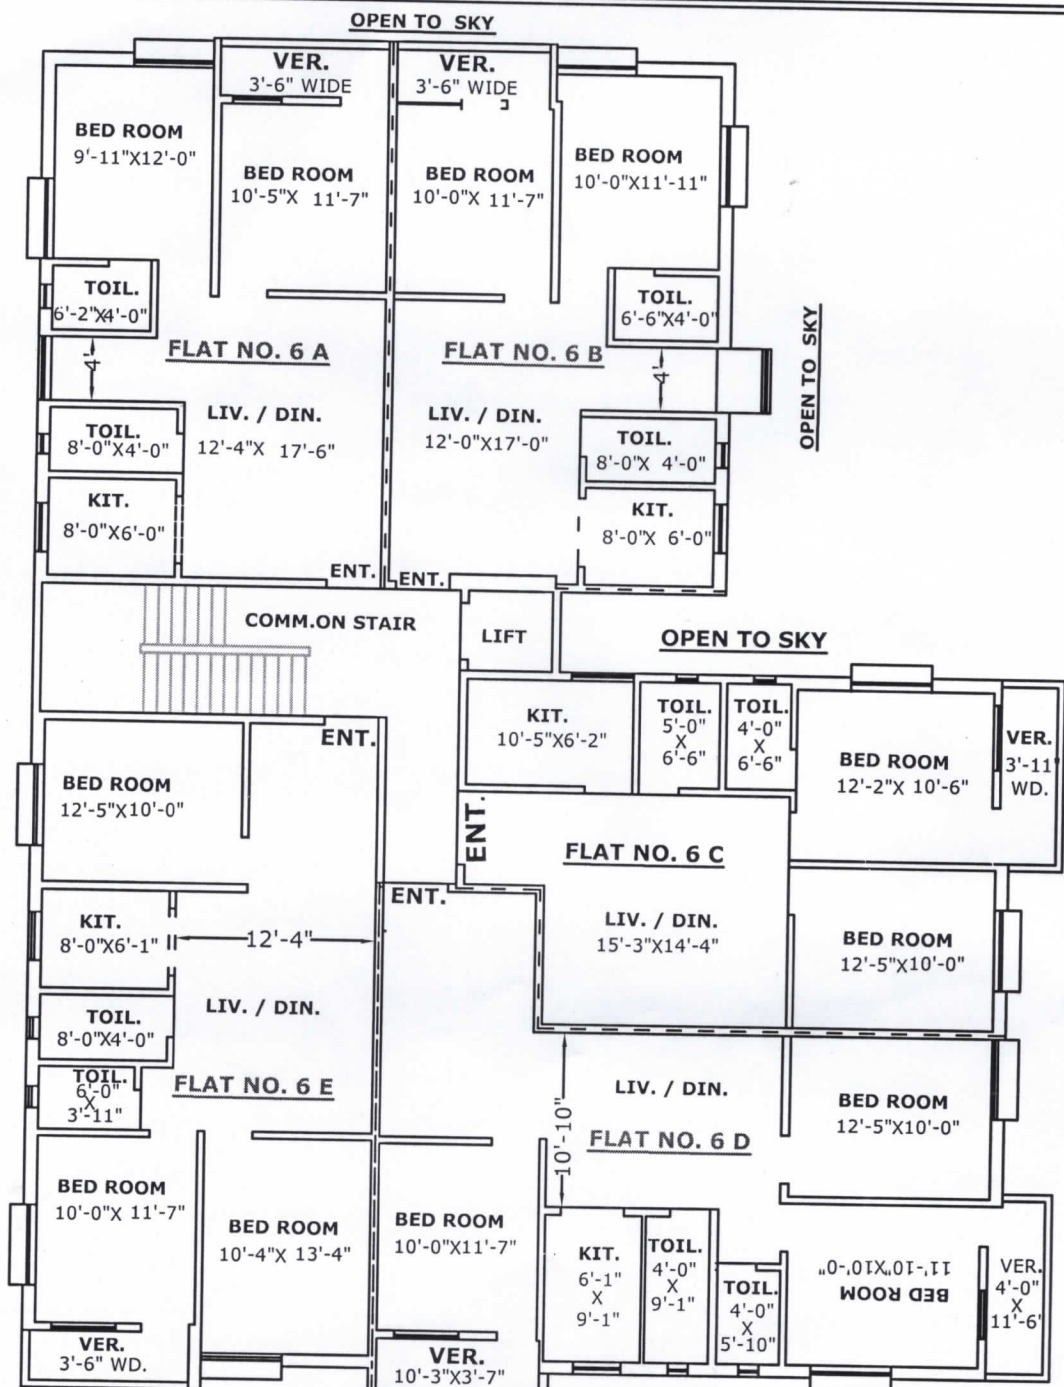 OPEN TO SKY
VER.
3'-6" WIDE
VER.
3'-6" WIDE
BED ROOM
9'-11"X12'-0"
BED ROOM
10'-5"X 11'-7"
BED ROOM
10'-0"X 11'-7"
BED ROOM
10'-0"X11'-11"
TOIL.
6'-2"X4'-0"
TOIL.
6'-6"X4'-0"
OPEN TO SKY
FLAT NO. 6 A
FLAT NO. 6 B
4'
4'
LIV. / DIN.
12'-4"X 17'-6"
LIV. / DIN.
12'-0"X17'-0"
TOIL.
8'-0"X4'-0"
TOIL.
8'-0"X 4'-0"
KIT.
8'-0"X6'-0"
KIT.
8'-0"X 6'-0"
ENT.
ENT.
COMM.ON STAIR
LIFT
OPEN TO SKY
KIT.
10'-5"X6'-2"
TOIL.
5'-0"
X
6'-6"
TOIL.
4'-0"
X
6'-6"
BED ROOM
12'-2"X 10'-6"
VER.
3'-11"
WD.
ENT.
BED ROOM
12'-5"X10'-0"
ENT.
FLAT NO. 6 C
ENT.
LIV. / DIN.
15'-3"X14'-4"
BED ROOM
12'-5"X10'-0"
KIT.
8'-0"X6'-1"
12'-4"
LIV. / DIN.
TOIL.
8'-0"X4'-0"
TOIL.
6'-0"
X
3'-11"
FLAT NO. 6 E
LIV. / DIN.
10'-10"
FLAT NO. 6 D
BED ROOM
12'-5"X10'-0"
BED ROOM
10'-0"X 11'-7"
BED ROOM
10'-4"X 13'-4"
BED ROOM
10'-0"X11'-7"
KIT.
6'-1"
X
9'-1"
TOIL.
4'-0"
X
9'-1"
TOIL.
4'-0"
X
5'-10"
BED ROOM
11'-10"X10'-0"
VER.
4'-0"
X
11'-6'
VER.
3'-6" WD.
VER.
10'-3"X3'-7"